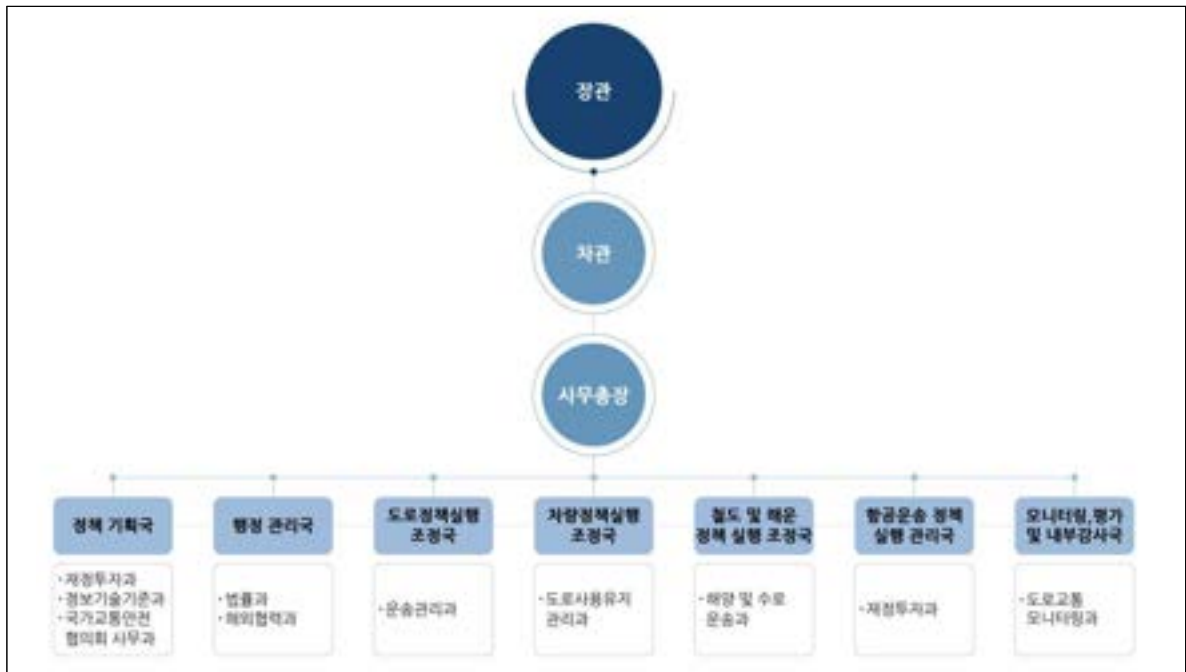 장관
차관
사무총장
정책 기획국
행정 관리국
도로정책실행
조정국
차량정책실행
조정국
철도 및 해운
정책 실행 조정국
항공운송 정책
실행 관리국
모니터링,평가
및 내부감사국
·재정투자과
·정보기술기준과
·국가교통안전
협의회 사무과
·법률과
·해외협력과
·운송관리과
·도로사용유지
관리과
·해양 및 수로
운송과
·재정투자과
·도로교통
모니터링과